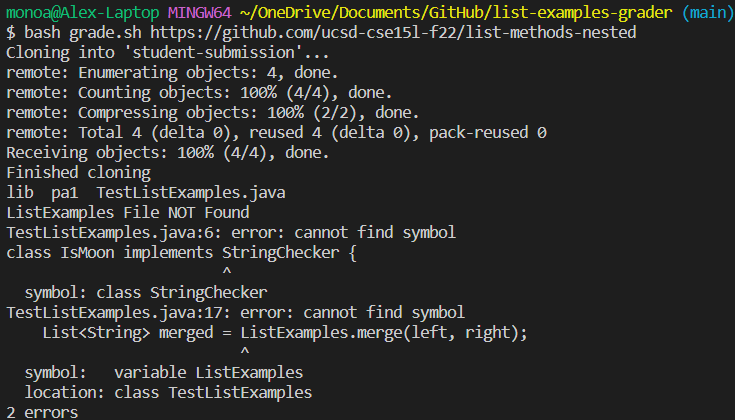 monoa@Alex-Laptop MINGW64 ~/OneDrive/Documents/GitHub/list-examples-grader (main)
$ bash grade.sh https://github.com/ucsd-cse15l-f22/list-methods-nested
Cloning into 'student-submission'...
remote: Enumerating objects: 4, done.
remote: Counting objects: 100% (4/4), done.
remote: Compressing objects: 100% (2/2), done.
remote: Total 4 (delta 0), reused 4 (delta 0), pack-reused 0
Receiving objects: 100% (4/4), done.
Finished cloning
lib  pa1  TestListExamples.java
ListExamples File NOT Found
TestListExamples.java:6: error: cannot find symbol
class IsMoon implements StringChecker {
                        ^
  symbol: class StringChecker
TestListExamples.java:17: error: cannot find symbol
    List<String> merged = ListExamples.merge(left, right);
                          ^
  symbol:   variable ListExamples
  location: class TestListExamples
2 errors